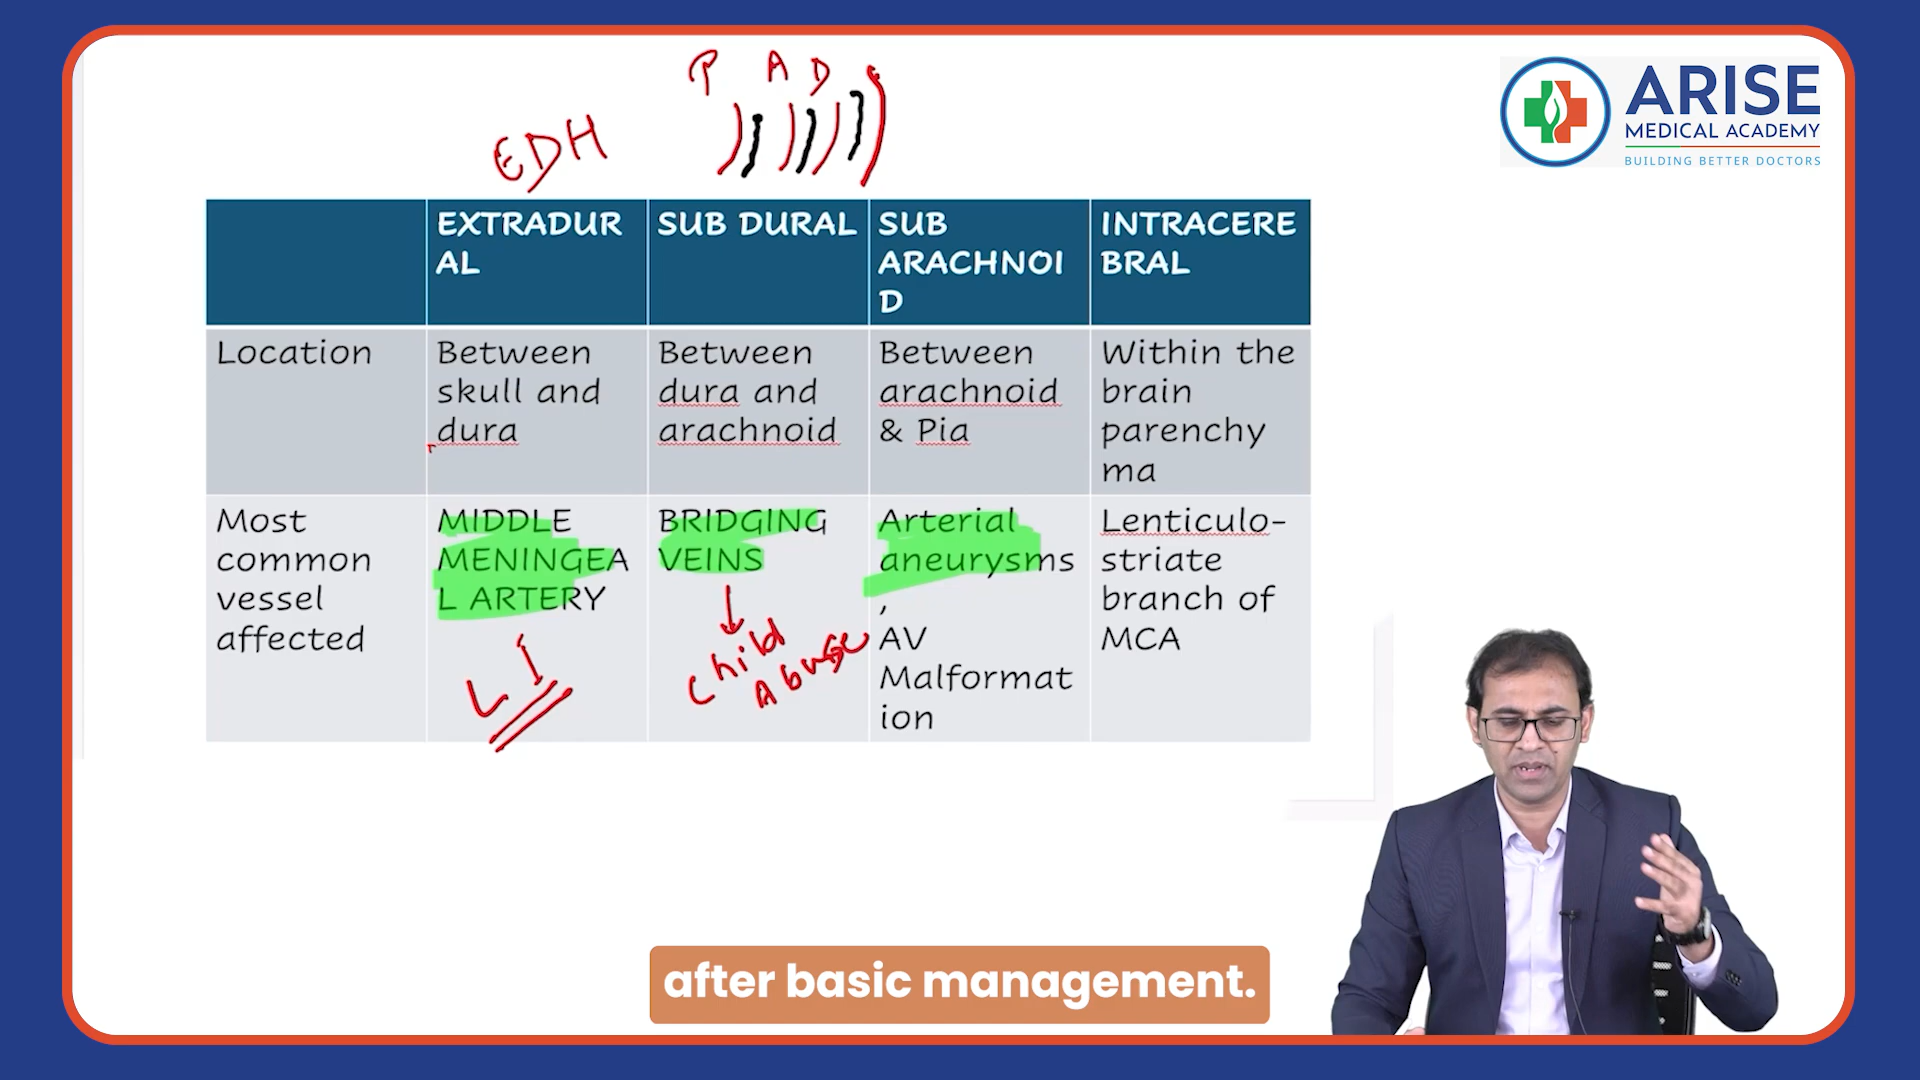 P A D
EDH
ARISE
MEDICAL ACADEMY
BUILDING BETTER DOCTORS
EXTRADUR
AL
SUB DURAL
SUB
ARACHNOI
D
INTRACERE
BRAL
Location
Between
skull and
dura
Between
dura and
arachnoid
Between
arachnoid
& Pia
Within the
brain
parenchy
ma
Most
common
vessel
affected
MIDDLE
MENINGEA
L ARTERY
LI
BRIDGING
VEINS
Child
Abuse
Arterial
aneurysms
,
AV
Malformat
ion
Lenticulo-
striate
branch of
MCA
after basic management.